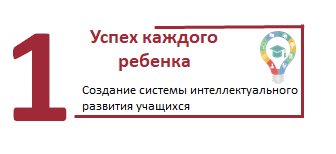 1
Успех каждого
ребенка
Создание системы интеллектуального
развития учащихся